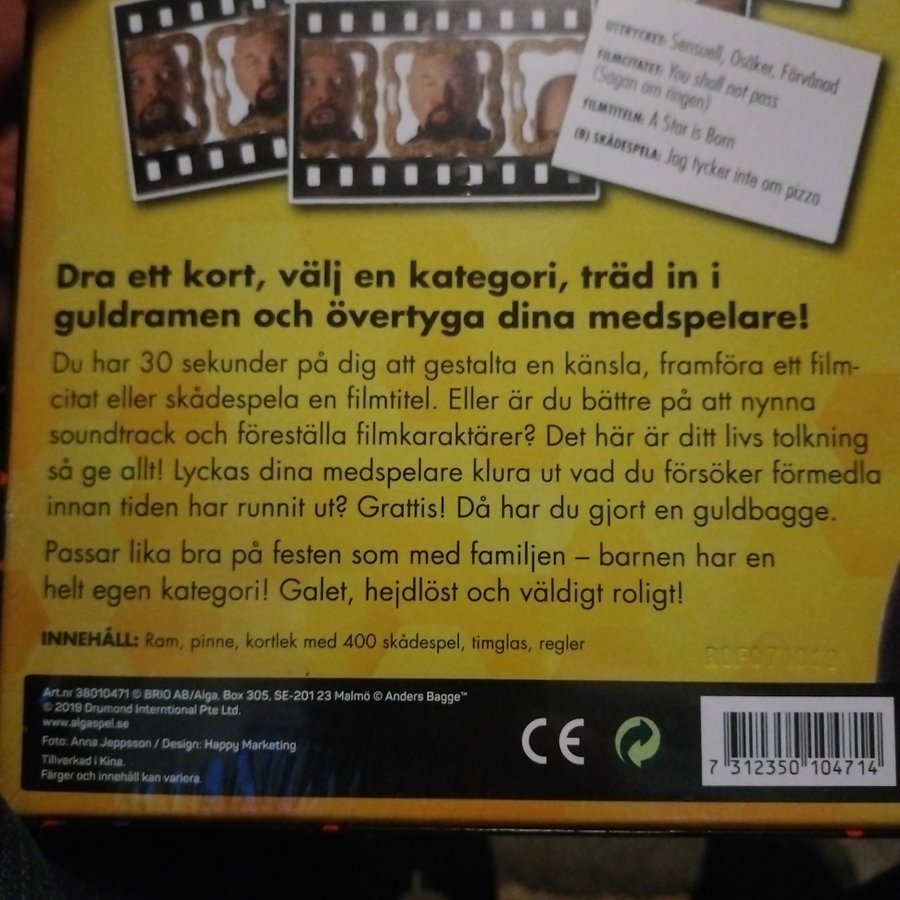 UTTRYCKET: Sensuell, Osäker, Förvånad
FILMCITATET: You shall not pass
(Sagan om ringen)
FILMTITELN: A Star is Born
(B) SKÅDESPELA: Jag tycker inte om pizza
Dra ett kort, välj en kategori, träd in i
guldramen och övertyga dina medspelare!
Du har 30 sekunder på dig att gestalta en känsla, framföra ett film-
citat eller skådespela en filmtitel. Eller är du bättre på att nynna
soundtrack och föreställa filmkaraktärer? Det här är ditt livs tolkning
så ge allt! Lyckas dina medspelare klura ut vad du försöker förmedla
innan tiden har runnit ut? Grattis! Då har du gjort en guldbagge.
Passar lika bra på festen som med familjen – barnen har en
helt egen kategori! Galet, hejdlöst och väldigt roligt!
INNEHÅLL: Ram, pinne, kortlek med 400 skådespel, timglas, regler
Art.nr 38010471 © BRIO AB/Alga, Box 305, SE-201 23 Malmö © Anders Bagge™
© 2019 Drumond Interntional Pte Ltd.
www.algaspel.se
Foto: Anna Jeppsson / Design: Happy Marketing
Tillverkad i Kina.
Färger och innehåll kan variera.
CE
7 312350 104714